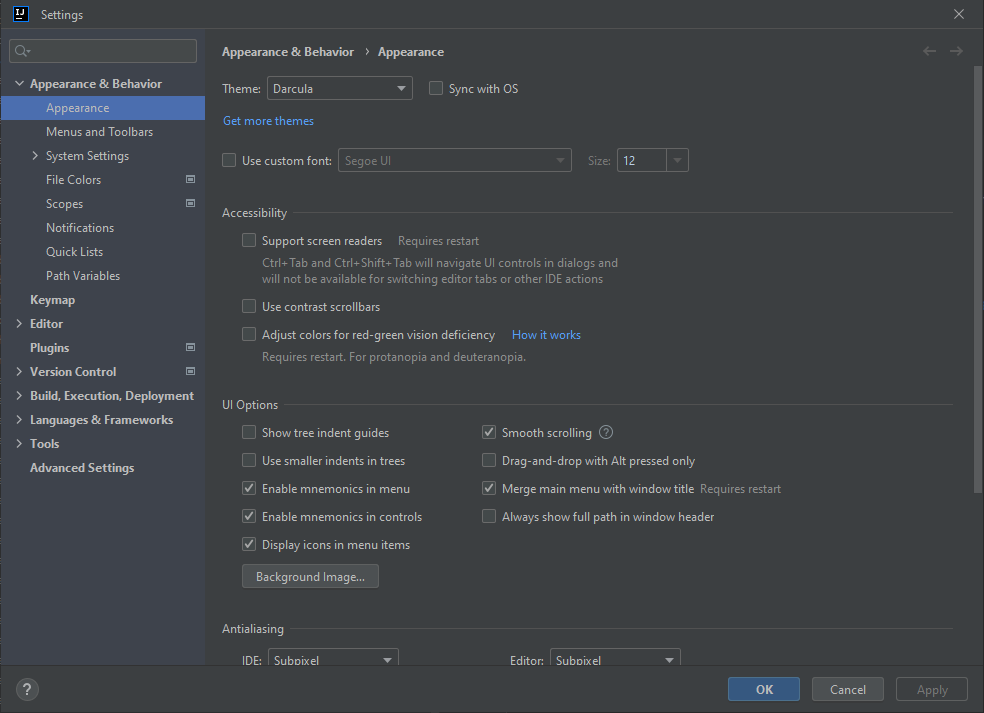 IJ
Settings
Appearance & Behavior
Appearance
Menus and Toolbars
System Settings
File Colors
Scopes
Notifications
Quick Lists
Path Variables
Keymap
Editor
Plugins
Version Control
Build, Execution, Deployment
Languages & Frameworks
Tools
Advanced Settings
Appearance & Behavior › Appearance
Theme: Darcula Sync with OS
Get more themes
Use custom font: Segoe UI Size: 12
Accessibility
Support screen readers Requires restart
Ctrl+Tab and Ctrl+Shift+Tab will navigate UI controls in dialogs and
will not be available for switching editor tabs or other IDE actions
Use contrast scrollbars
Adjust colors for red-green vision deficiency How it works
Requires restart. For protanopia and deuteranopia.
UI Options
Show tree indent guides Smooth scrolling ?
Use smaller indents in trees Drag-and-drop with Alt pressed only
Enable mnemonics in menu Merge main menu with window title Requires restart
Enable mnemonics in controls Always show full path in window header
Display icons in menu items
Background Image...
Antialiasing
IDE: Subpixel Editor: Subpixel
? OK Cancel Apply